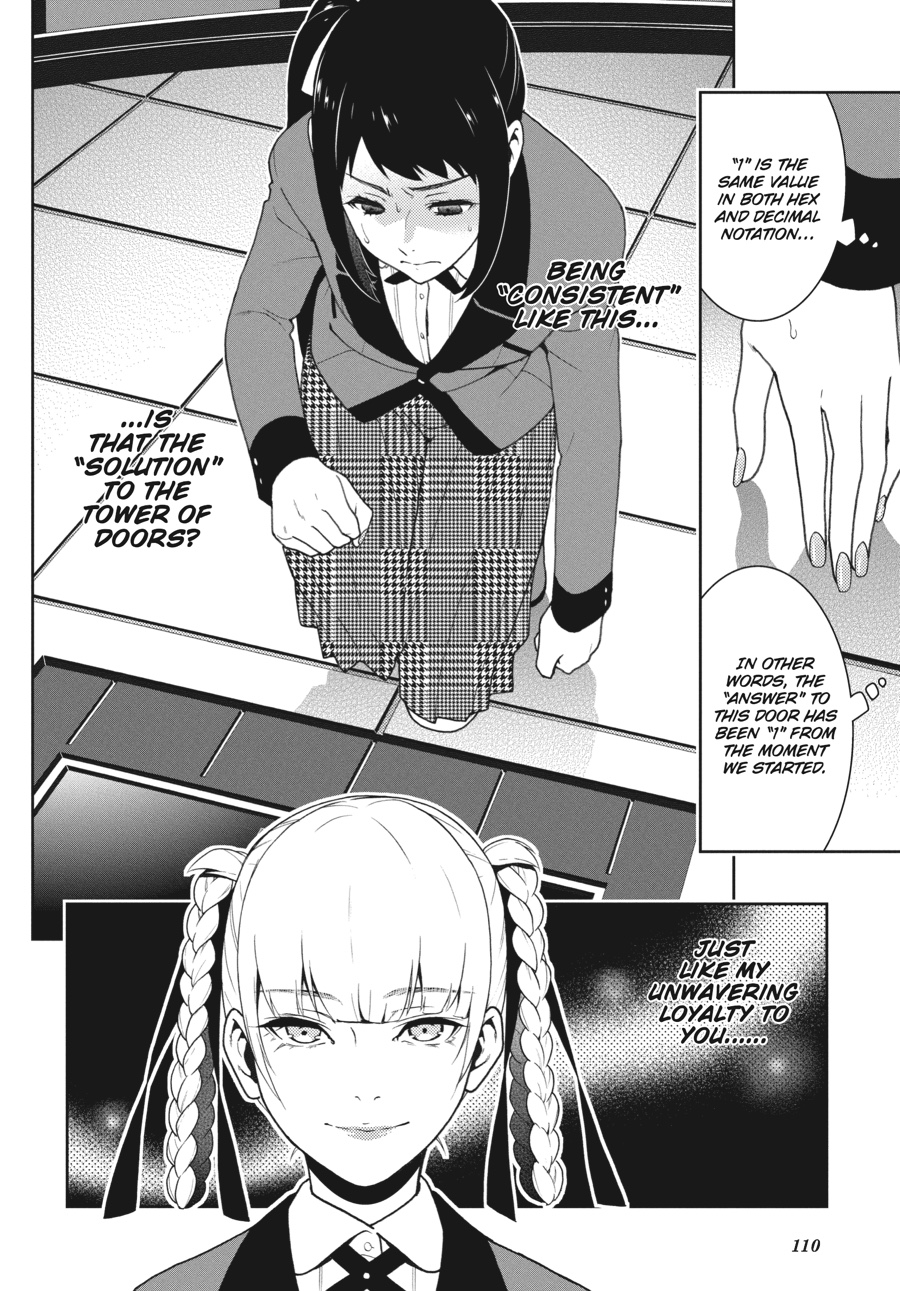 "1" IS THE
SAME VALUE
IN BOTH HEX
AND DECIMAL
NOTATION...
IN OTHER
WORDS, THE
"ANSWER" TO
THIS DOOR HAS
BEEN "1" FROM
THE MOMENT
WE STARTED.
BEING
"CONSISTENT"
LIKE THIS...
...IS
THAT THE
"SOLUTION"
TO THE
TOWER OF
DOORS?
JUST
LIKE MY
UNWAVERING
LOYALTY TO
YOU......
110